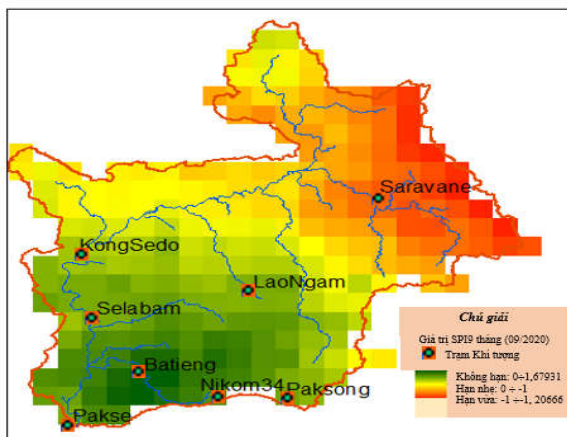 Saravane
KongSedo
LaoNgam
Selabam
Batieng
Nikom34
Paksong
Pakse
Chú giải
Giá trị SPI9 tháng (09/2020)
Trạm Khí tượng
Không hạn: 0÷1,67931
Hạn nhẹ: 0 ÷ -1
Hạn vừa: -1 ÷-1, 20666